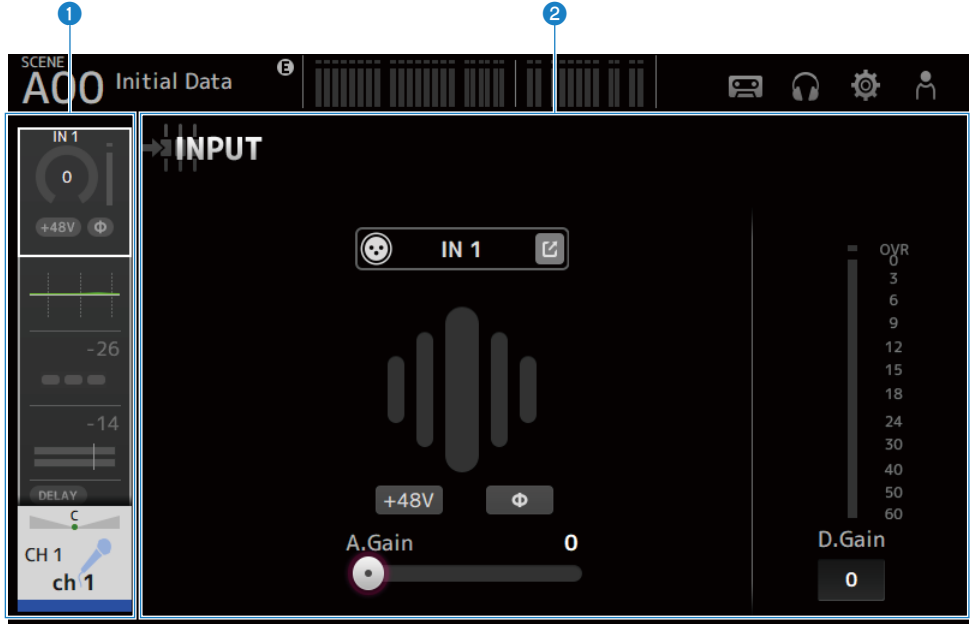 1
2
SCENE
A00 Initial Data
E
IN 1
0
+48V Φ
-26
-14
DELAY
C
CH 1
ch 1
INPUT
IN 1
+48V
Φ
A.Gain 0
OVR
0
3
6
9
12
15
18
24
30
40
50
60
D.Gain
0